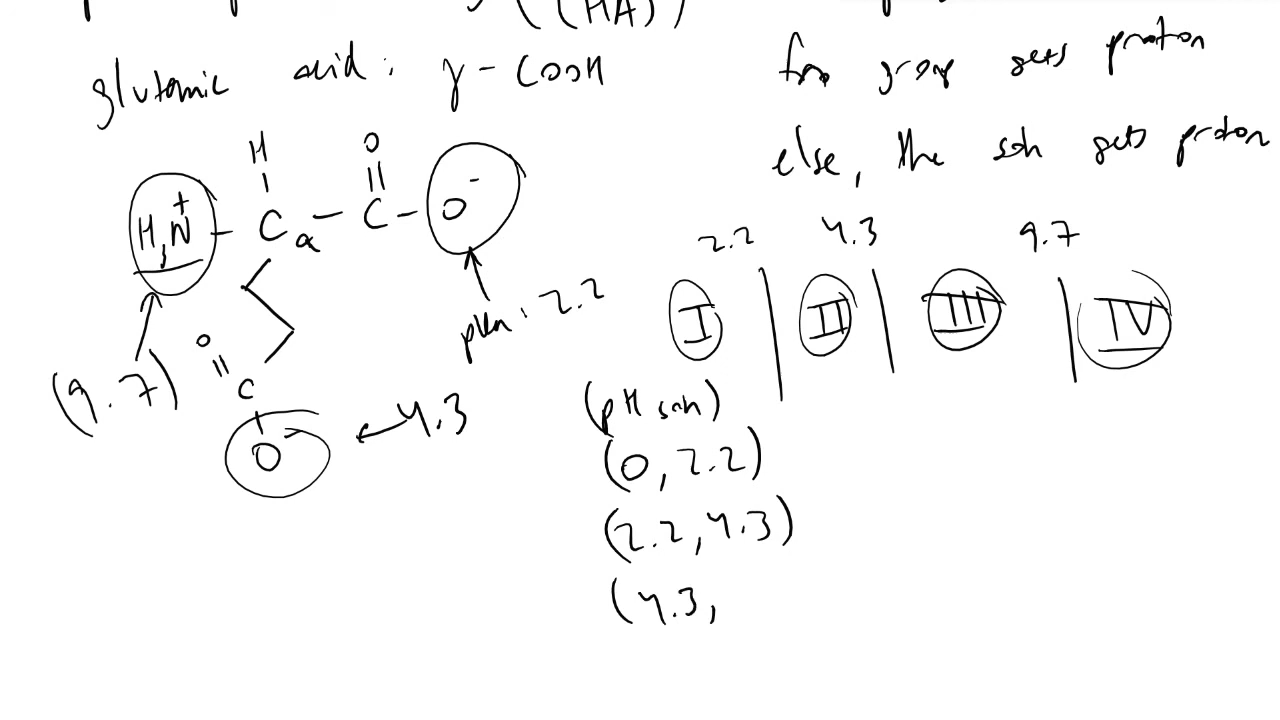 ((HA))
glutamic acid: γ-COOH
fxn group gets proton
else, the soln gets proton
H O
|| 
H₃N⁺ - Cα - C - O⁻
pKa: 2.2
(9.7)
O
||
C
O⁻ ← 4.3
2.2 4.3 9.7
I | II | III | IV
(pH soln)
(0, 2.2)
(2.2, 4.3)
(4.3,